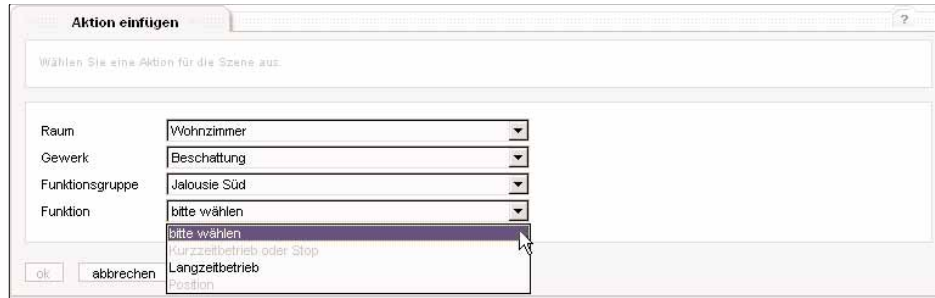 Aktion einfügen
?
Wählen Sie eine Aktion für die Szene aus.
Raum Wohnzimmer
Gewerk Beschattung
Funktionsgruppe Jalousie Süd
Funktion bitte wählen
bitte wählen
Kurzzeitbetrieb oder Stop
Langzeitbetrieb
Position
ok abbrechen